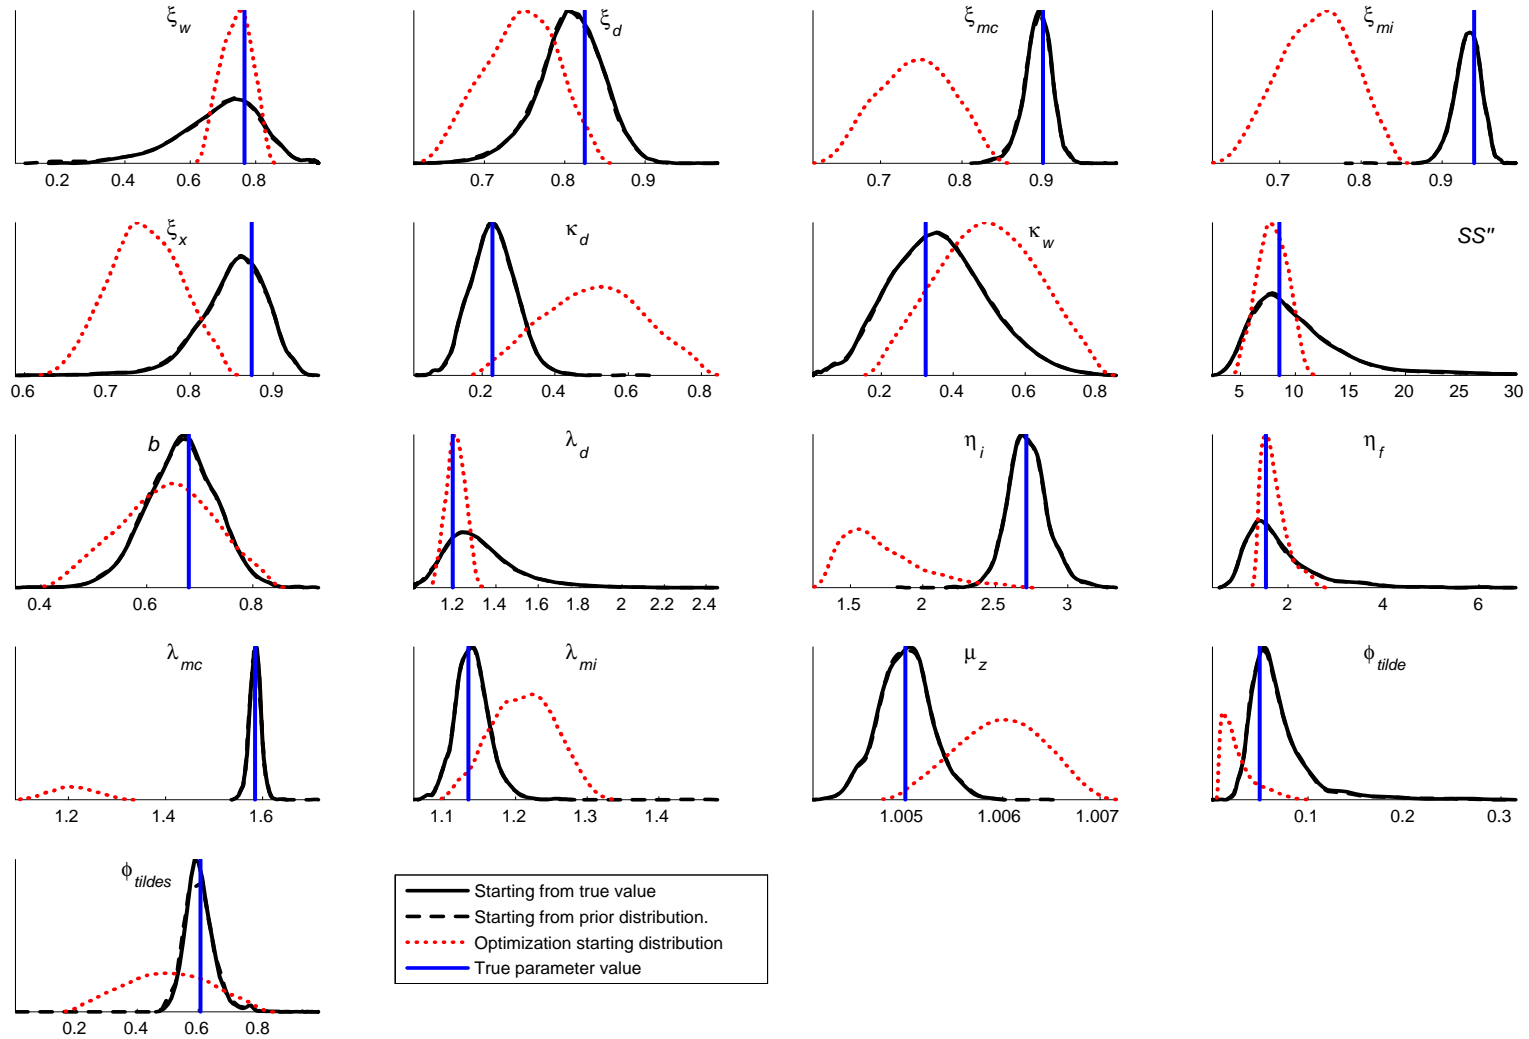 ξw ξd ξmc ξmi
0.2 0.4 0.6 0.8 0.7 0.8 0.9 0.7 0.8 0.9 0.7 0.8 0.9
ξx κd κw SS"
0.6 0.7 0.8 0.9 0.2 0.4 0.6 0.8 0.2 0.4 0.6 0.8 5 10 15 20 25 30
b λd ηi ηf
0.4 0.6 0.8 1.2 1.4 1.6 1.8 2 2.2 2.4 1.5 2 2.5 3 2 4 6
λmc λmi μz ϕtilde
1.2 1.4 1.6 1.1 1.2 1.3 1.4 1.005 1.006 1.007 0.1 0.2 0.3
ϕtildes
0.2 0.4 0.6 0.8
Starting from true value
Starting from prior distribution.
Optimization starting distribution
True parameter value